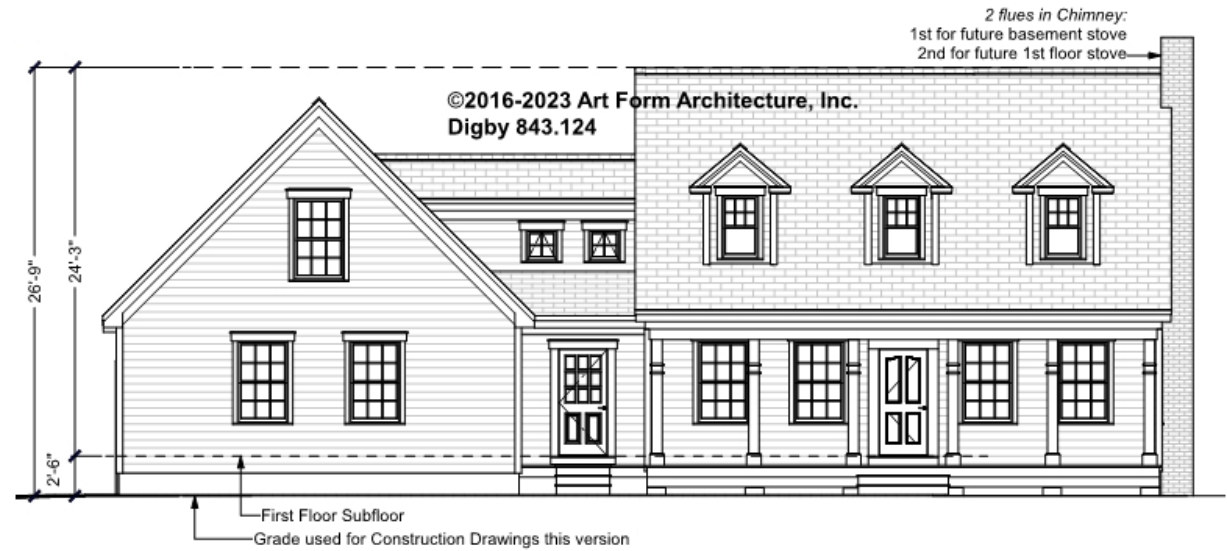 2 flues in Chimney:
1st for future basement stove
2nd for future 1st floor stove
©2016-2023 Art Form Architecture, Inc.
Digby 843.124
26'-9"
24'-3"
2'-6"
First Floor Subfloor
Grade used for Construction Drawings this version